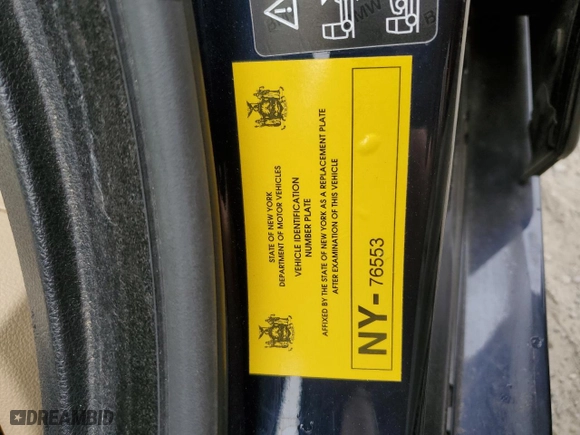 STATE OF NEW YORK
DEPARTMENT OF MOTOR VEHICLES
VEHICLE IDENTIFICATION
NUMBER PLATE
AFFIXED BY THE STATE OF NEW YORK AS A REPLACEMENT PLATE
AFTER EXAMINATION OF THIS VEHICLE
NY- 76553
DREAMBID